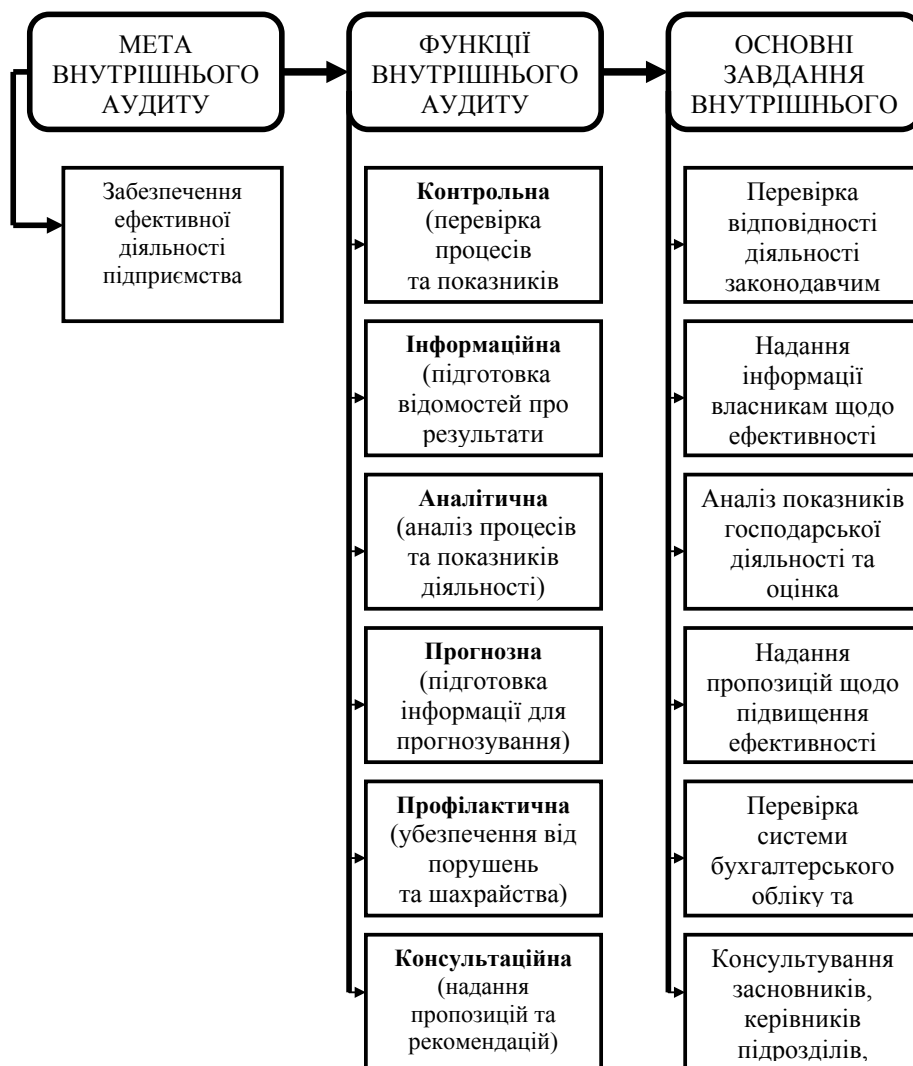 МЕТА
ВНУТРІШНЬОГО
АУДИТУ
ФУНКЦІЇ
ВНУТРІШНЬОГО
АУДИТУ
ОСНОВНІ
ЗАВДАННЯ
ВНУТРІШНЬОГО
Забезпечення
ефективної
діяльності
підприємства
Контрольна
(перевірка
процесів
та показників
Інформаційна
(підготовка
відомостей про
результати
Аналітична
(аналіз процесів
та показників
діяльності)
Прогнозна
(підготовка
інформації для
прогнозування)
Профілактична
(убезпечення від
порушень
та шахрайства)
Консультаційна
(надання
пропозицій та
рекомендацій)
Перевірка
відповідності
діяльності
законодавчим
Надання
інформації
власникам щодо
ефективності
Аналіз показників
господарської
діяльності та
оцінка
Надання
пропозицій щодо
підвищення
ефективності
Перевірка
системи
бухгалтерського
обліку та
Консультування
засновників,
керівників
підрозділів,